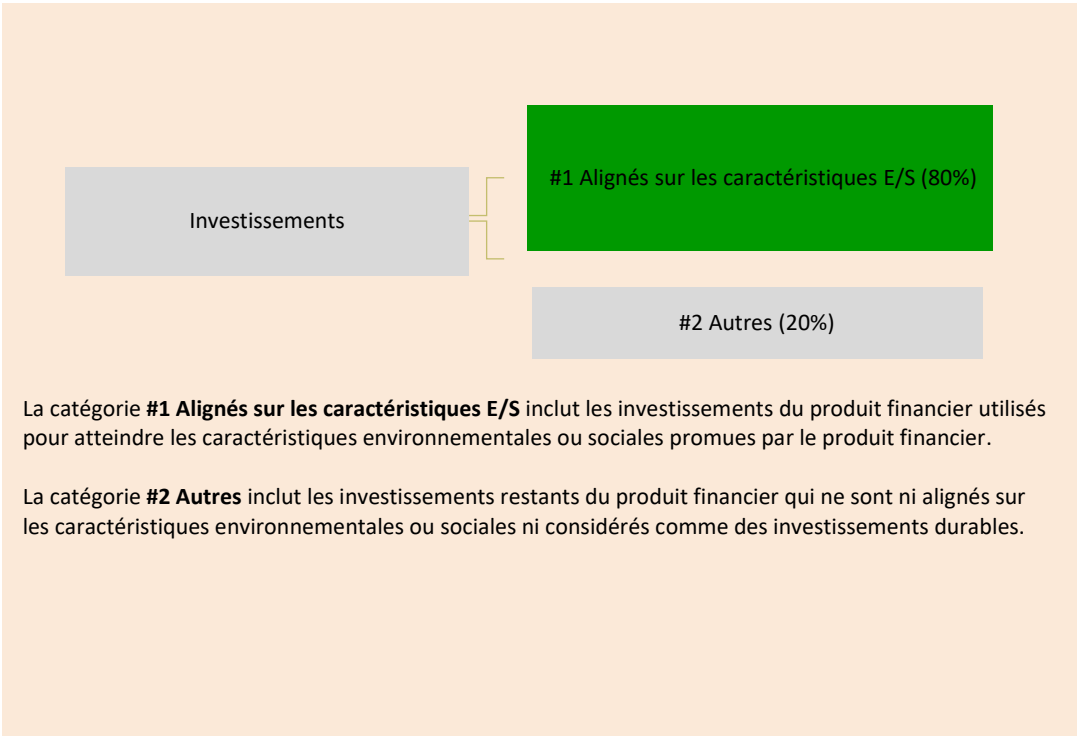 #1 Alignés sur les caractéristiques E/S (80%)
Investissements
#2 Autres (20%)
La catégorie #1 Alignés sur les caractéristiques E/S inclut les investissements du produit financier utilisés
pour atteindre les caractéristiques environnementales ou sociales promues par le produit financier.
La catégorie #2 Autres inclut les investissements restants du produit financier qui ne sont ni alignés sur
les caractéristiques environnementales ou sociales ni considérés comme des investissements durables.